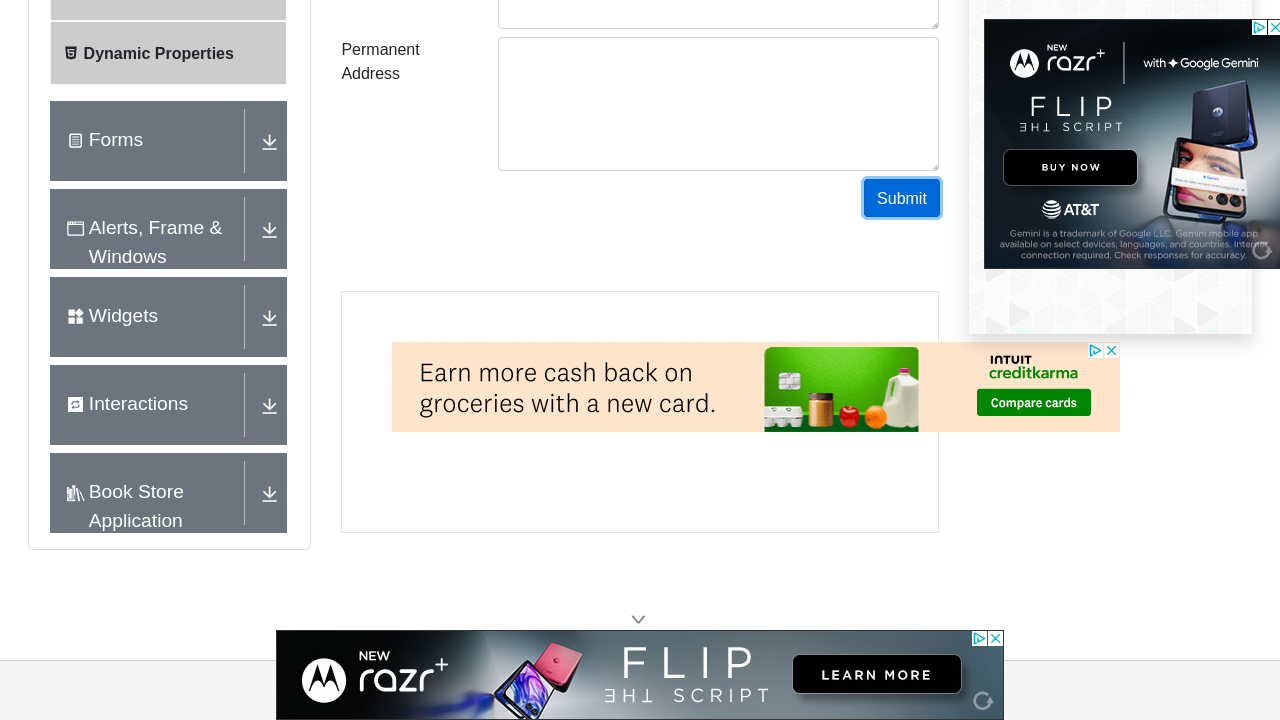 Dynamic Properties
Forms
Alerts, Frame &
Windows
Widgets
Interactions
Book Store
Application
Permanent
Address
Submit
NEW
razr+
with Google Gemini
FLIP
THE SCRIPT
BUY NOW
AT&T
Gemini is a trademark of Google LLC. Gemini mobile app
available on select devices, languages, and countries. Internet
connection required. Check responses for accuracy.
Earn more cash back on
groceries with a new card.
INTUIT
creditkarma
Compare cards
NEW
razr+
FLIP
THE SCRIPT
LEARN MORE